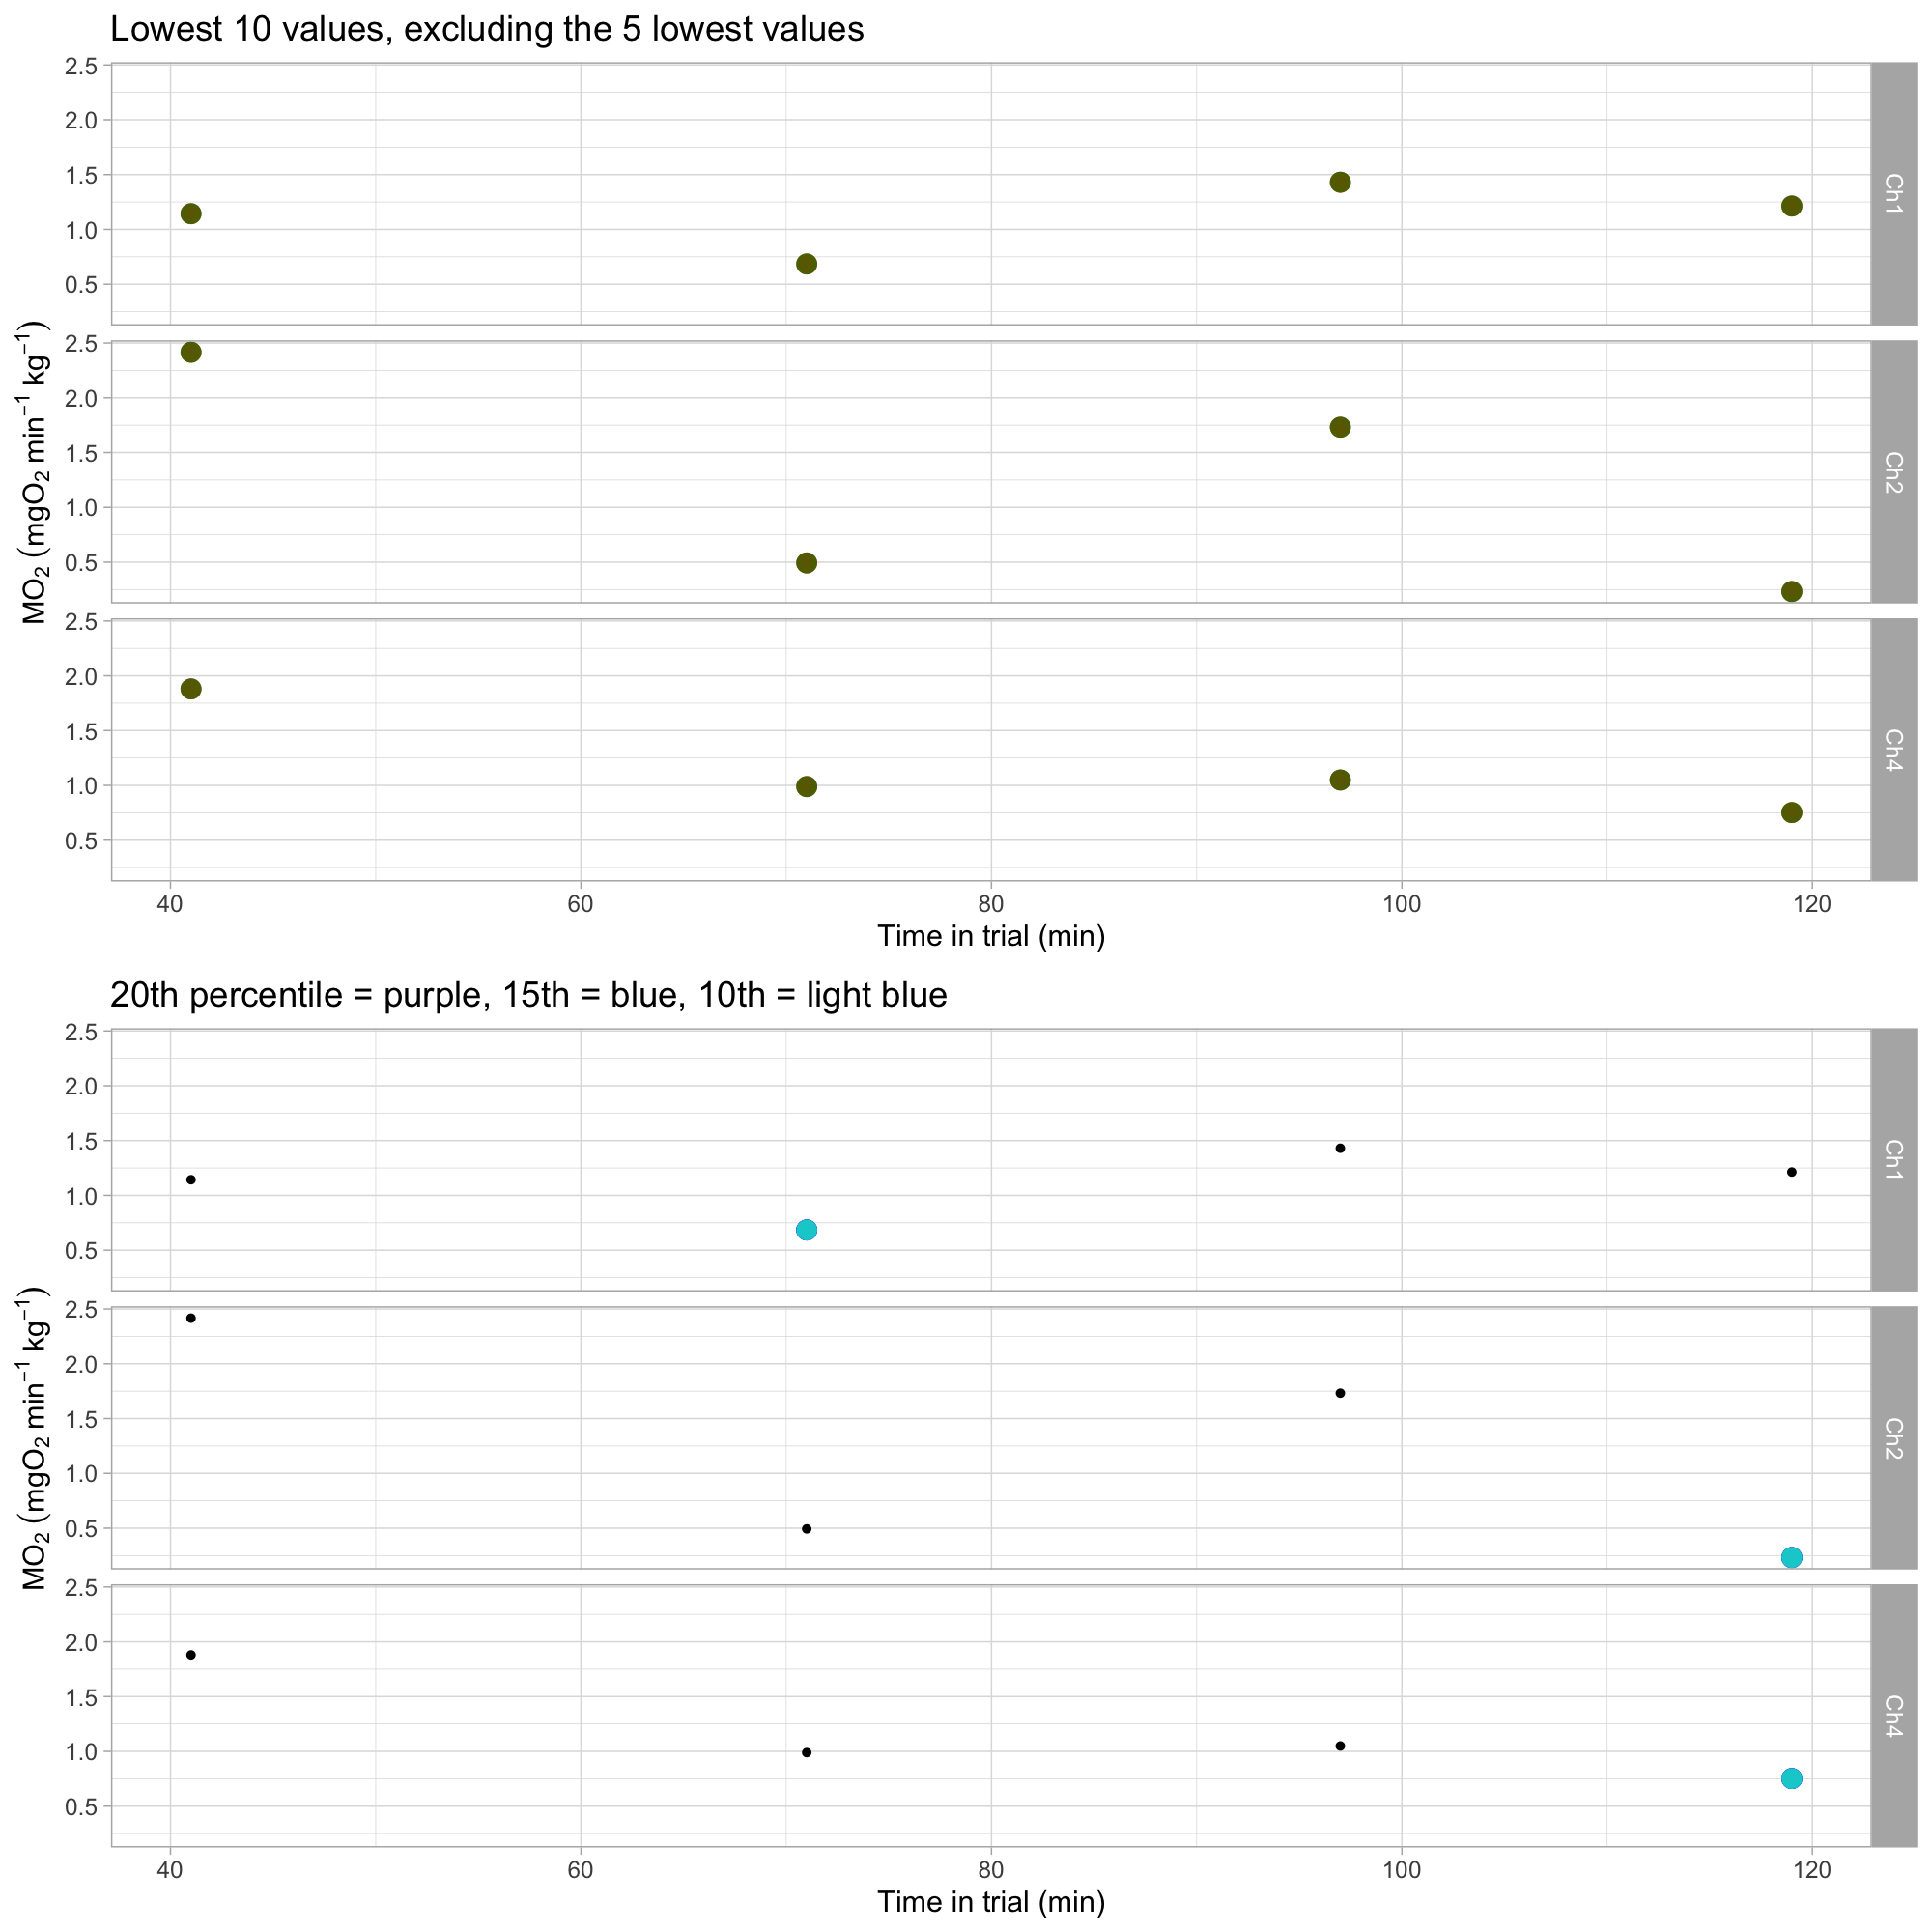 Lowest 10 values, excluding the 5 lowest values
2.5
2.0
1.5
1.0
0.5
Ch1
2.5
2.0
1.5
1.0
0.5
Ch2
2.5
2.0
1.5
1.0
0.5
Ch4
MO₂ (mgO₂ min⁻¹ kg⁻¹)
40 60 80 100 120
Time in trial (min)
20th percentile = purple, 15th = blue, 10th = light blue
2.5
2.0
1.5
1.0
0.5
Ch1
2.5
2.0
1.5
1.0
0.5
Ch2
2.5
2.0
1.5
1.0
0.5
Ch4
MO₂ (mgO₂ min⁻¹ kg⁻¹)
40 60 80 100 120
Time in trial (min)